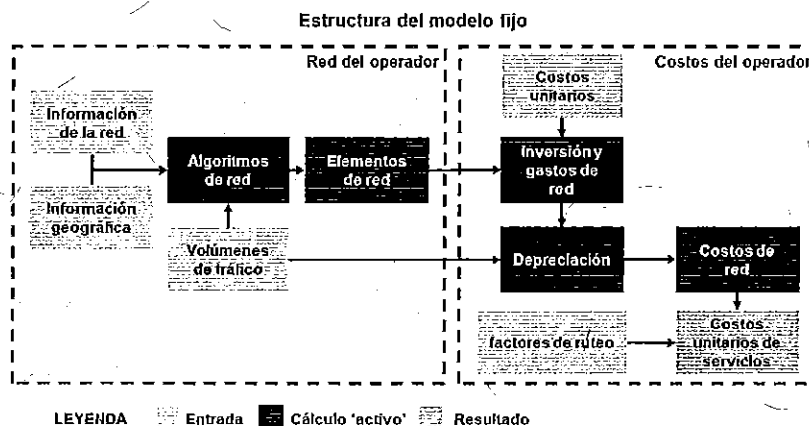 Estructura del modelo fijo
Red del operador
Costos del operador
Costos
unitarios
Información
de la red
Algoritmos
de red
Elementos
de red
Inversión y
gastos de
red
Información
geográfica
Volúmenes
de tráfico
Depreciación
Costos de
red
factores de ruteo
Costos
unitarios de
servicios
LEYENDA Entrada Cálculo 'activo' Resultado